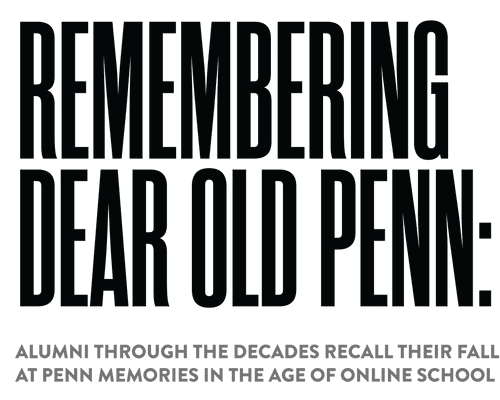 REMEMBERING
DEAR OLD PENN:
ALUMNI THROUGH THE DECADES RECALL THEIR FALL
AT PENN MEMORIES IN THE AGE OF ONLINE SCHOOL